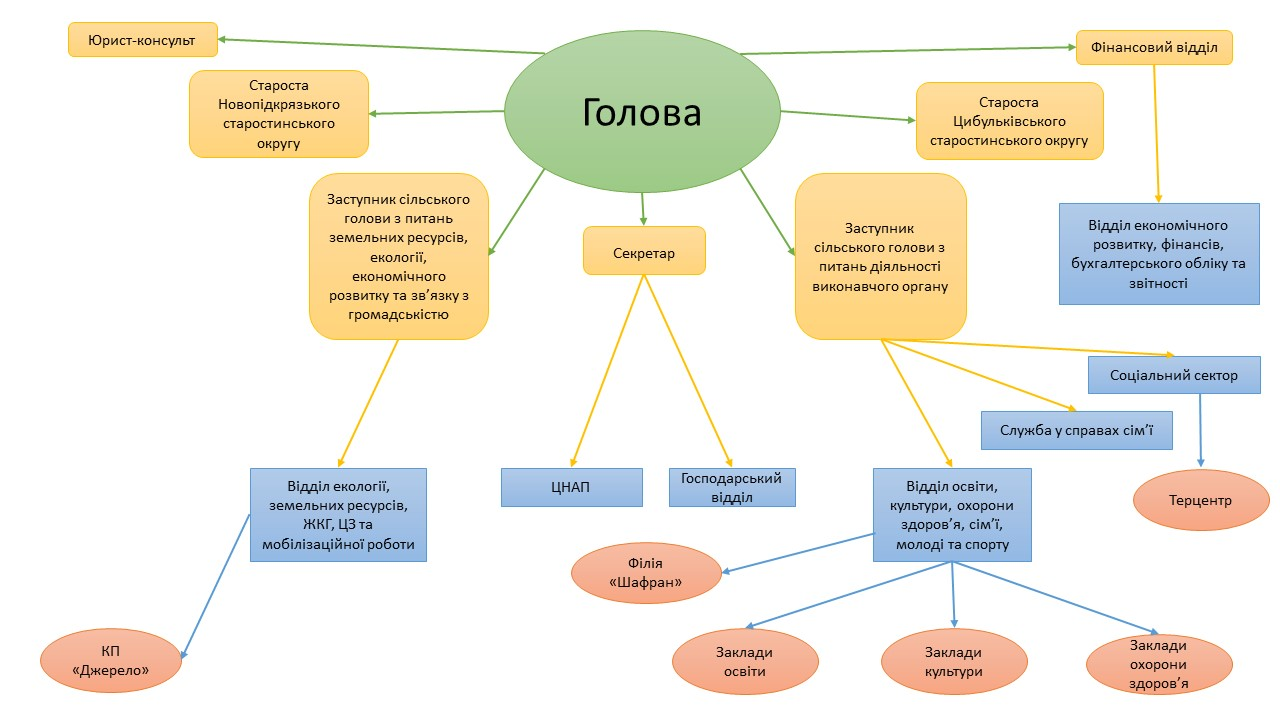 Голова
Юрист-консульт
Фінансовий відділ
Староста
Новопідкрязького
старостинського
округу
Староста
Цибульківського
старостинського округу
Заступник сільського
голови з питань
земельних ресурсів,
екології,
економічного
розвитку та зв’язку з
громадськістю
Секретар
Заступник
сільського голови з
питань діяльності
виконавчого органу
Відділ економічного
розвитку, фінансів,
бухгалтерського обліку та
звітності
Соціальний сектор
Служба у справах сім’ї
Відділ екології,
земельних ресурсів,
ЖКГ, ЦЗ та
мобілізаційної роботи
ЦНАП
Господарський
відділ
Відділ освіти,
культури, охорони
здоров’я, сім’ї,
молоді та спорту
Терцентр
Філія
«Шафран»
КП
«Джерело»
Заклади
освіти
Заклади
культури
Заклади
охорони
здоров’я